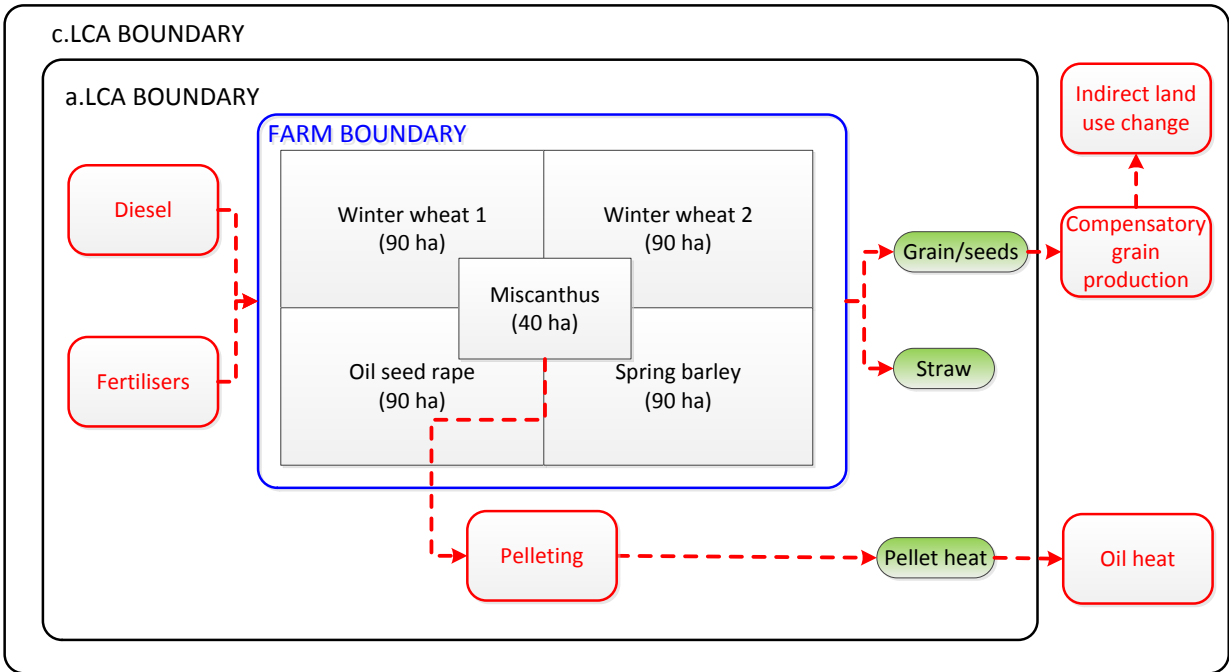 c.LCA BOUNDARY
a.LCA BOUNDARY
FARM BOUNDARY
Indirect land
use change
Diesel
Winter wheat 1
(90 ha)
Winter wheat 2
(90 ha)
Compensatory
grain
production
Grain/seeds
Miscanthus
(40 ha)
Fertilisers
Oil seed rape
(90 ha)
Spring barley
(90 ha)
Straw
Pelleting
Pellet heat
Oil heat